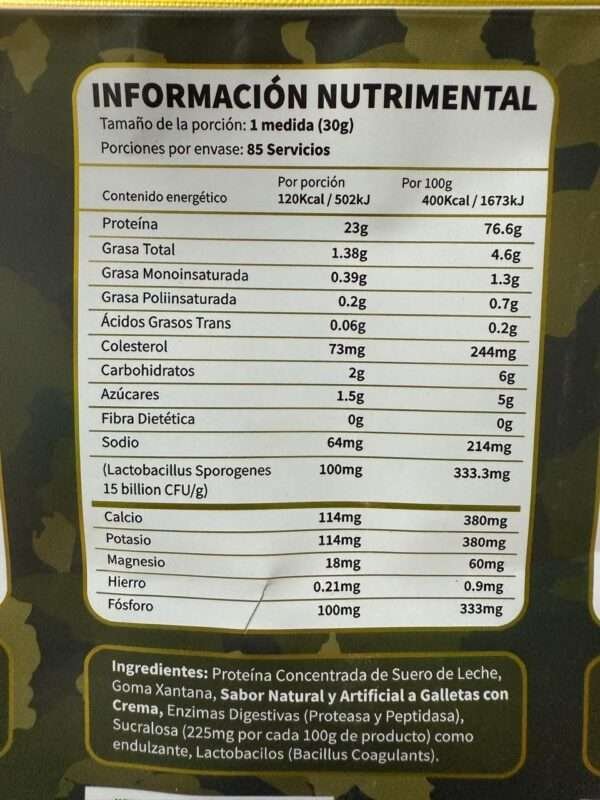 INFORMACIÓN NUTRIMENTAL
Tamaño de la porción: 1 medida (30g)
Porciones por envase: 85 Servicios
Por porción Por 100g
Contenido energético 120Kcal / 502kJ 400Kcal / 1673kJ
Proteína 23g 76.6g
Grasa Total 1.38g 4.6g
Grasa Monoinsaturada 0.39g 1.3g
Grasa Poliinsaturada 0.2g 0.7g
Ácidos Grasos Trans 0.06g 0.2g
Colesterol 73mg 244mg
Carbohidratos 2g 6g
Azúcares 1.5g 5g
Fibra Dietética 0g 0g
Sodio 64mg 214mg
(Lactobacillus Sporogenes 100mg 333.3mg
15 billion CFU/g)
Calcio 114mg 380mg
Potasio 114mg 380mg
Magnesio 18mg 60mg
Hierro 0.21mg 0.9mg
Fósforo 100mg 333mg
Ingredientes: Proteína Concentrada de Suero de Leche,
Goma Xantana, Sabor Natural y Artificial a Galletas con
Crema, Enzimas Digestivas (Proteasa y Peptidasa),
Sucralosa (225mg por cada 100g de producto) como
endulzante, Lactobacilos (Bacillus Coagulants).